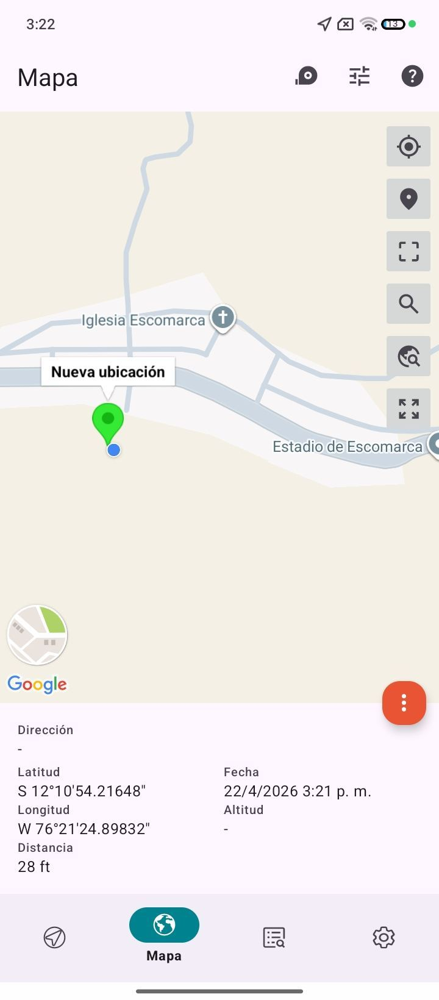 3:22
13
Mapa
Iglesia Escomarca
Nueva ubicación
Estadio de Escomarca
Google
Dirección
-
Latitud
Fecha
S 12°10'54.21648"
22/4/2026 3:21 p. m.
Longitud
Altitud
W 76°21'24.89832"
-
Distancia
28 ft
Mapa